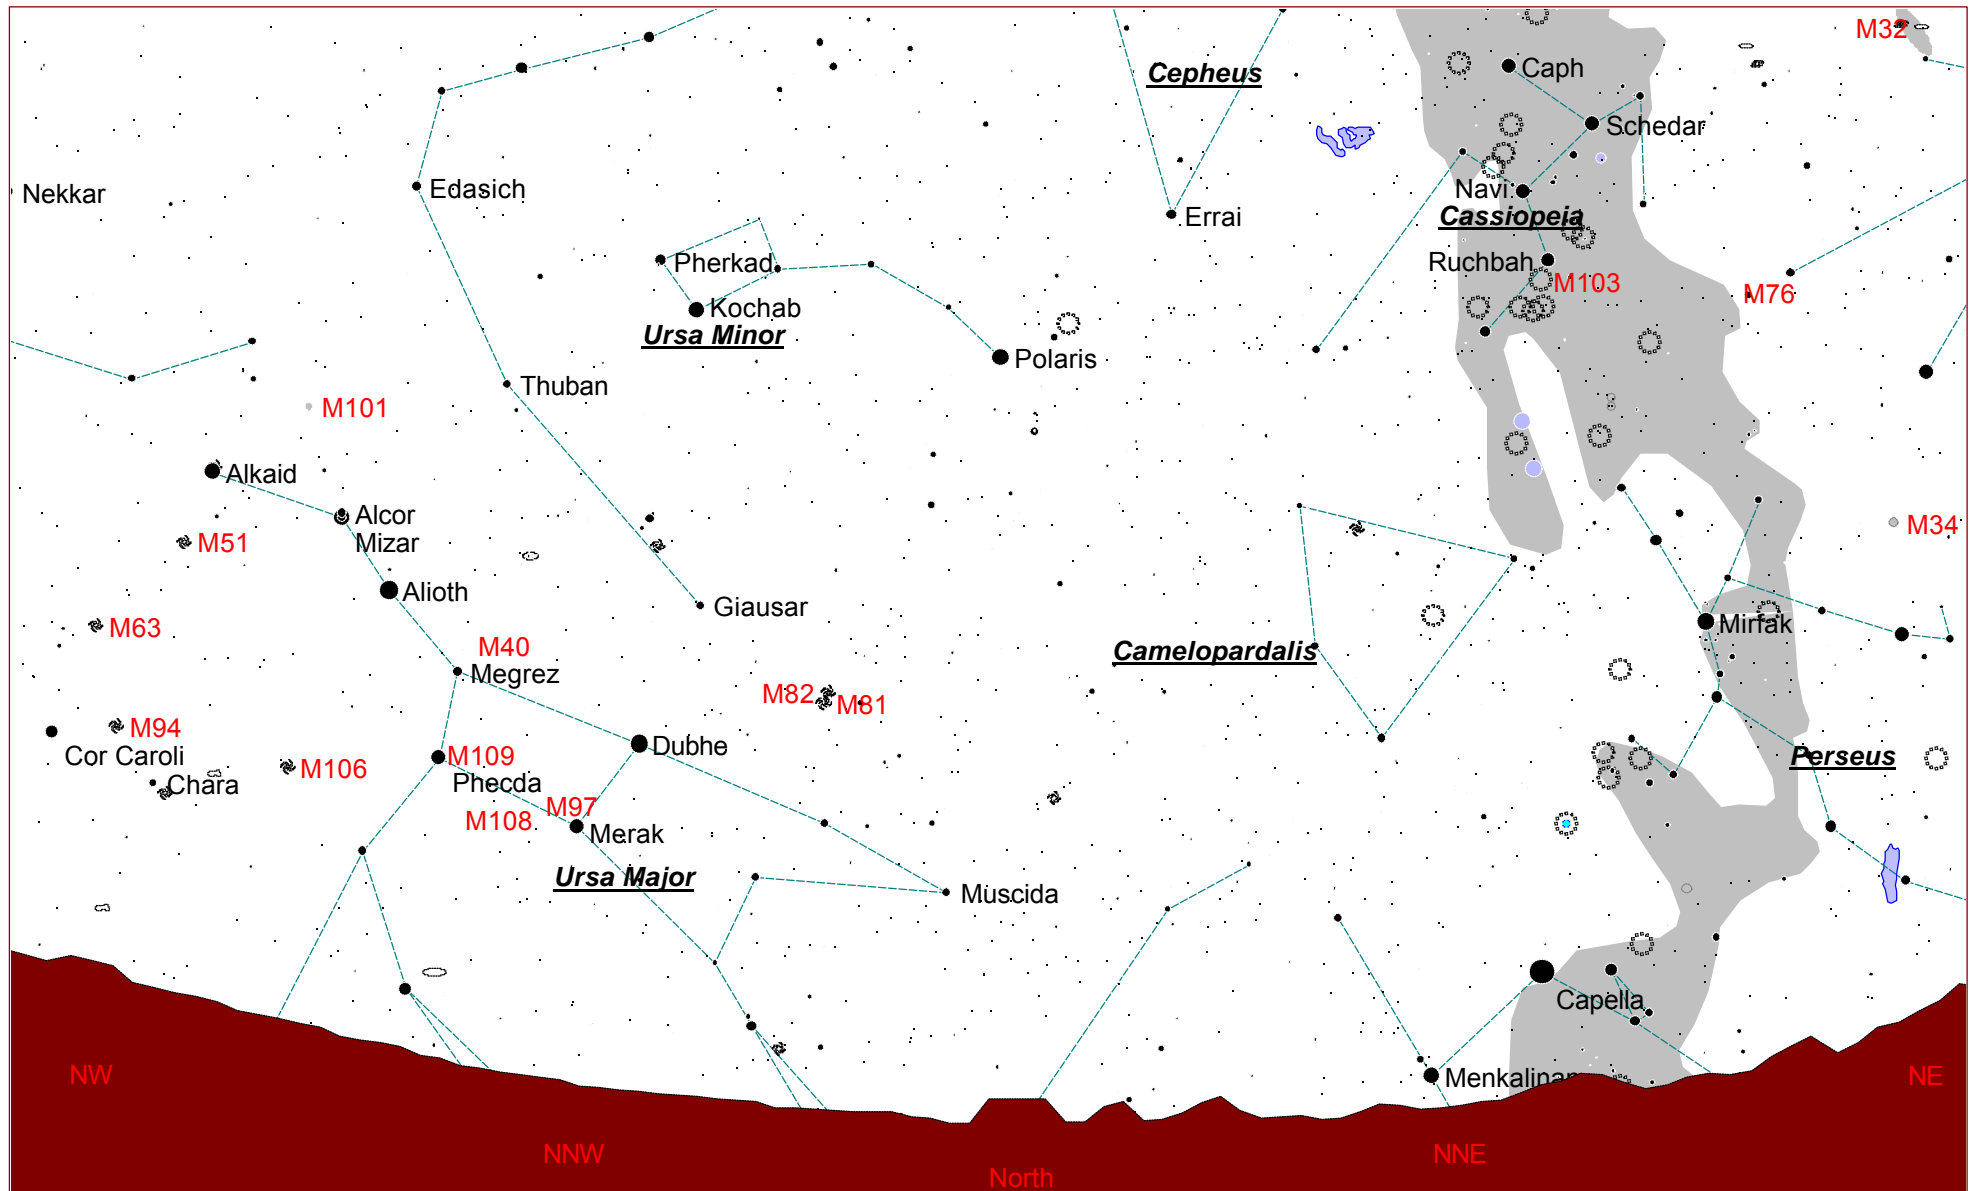 M32
Cepheus
Caph
Schedar
Nekkar
Edasich
Navi
Cassiopeia
Errai
Pherkad
Ruchbah
M103
M76
Kochab
Ursa Minor
Polaris
Thuban
M101
Alkaid
Alcor
Mizar
M51
M34
Alioth
Giausar
M63
Mirfak
M40
Megrez
Camelopardalis
M82
M81
M94
Cor Caroli
Dubhe
M109
Phecda
Perseus
M106
Chara
M97
M108
Merak
Ursa Major
Muscida
Capella
NW
Menkalinan
NE
NNW
NNE
North